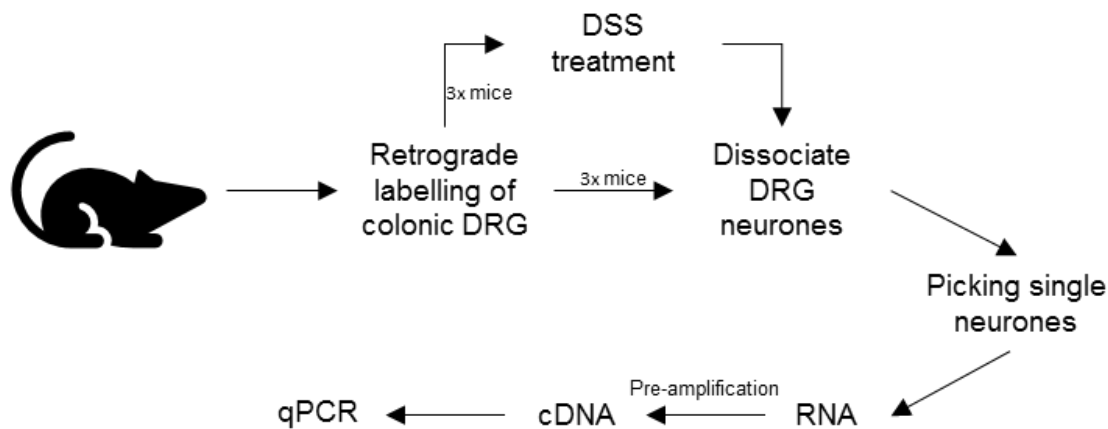 DSS
treatment
3x mice
Retrograde
labelling of
colonic DRG
3x mice
Dissociate
DRG
neurones
Picking single
neurones
RNA
Pre-amplification
cDNA
qPCR